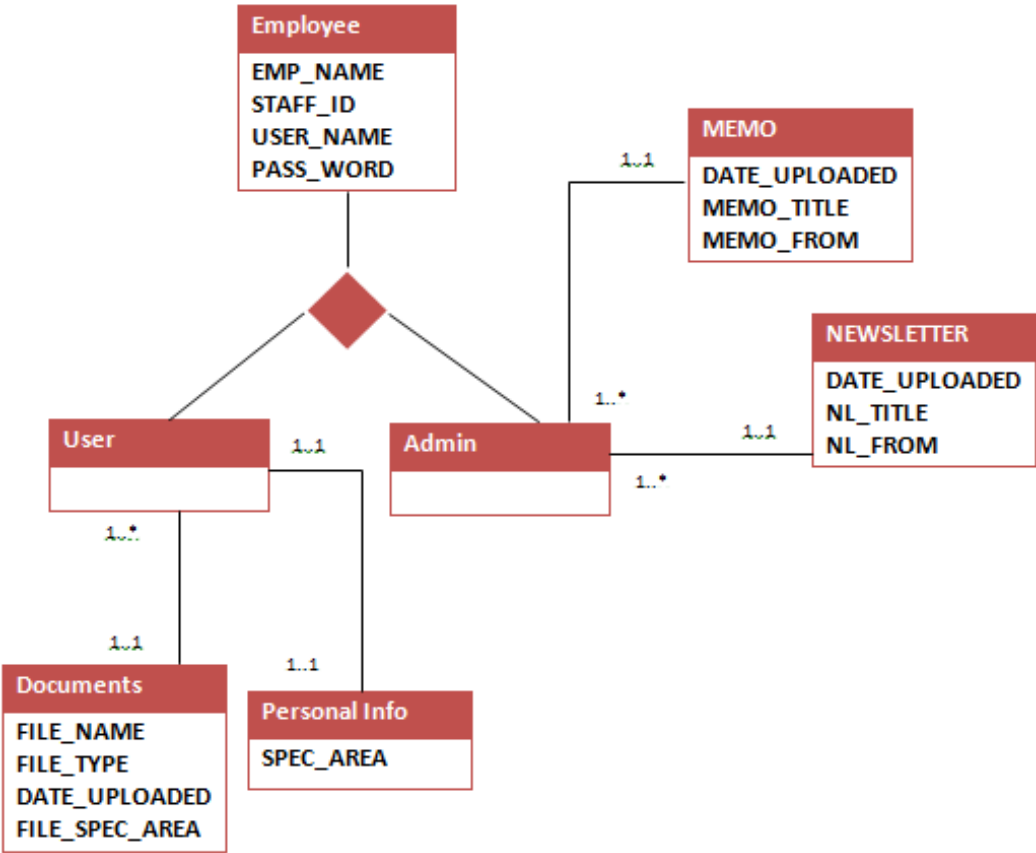 Employee
EMP_NAME
STAFF_ID
USER_NAME
PASS_WORD
MEMO
DATE_UPLOADED
MEMO_TITLE
MEMO_FROM
1..1
NEWSLETTER
DATE_UPLOADED
NL_TITLE
NL_FROM
1..*
1..1
1..*
User
1..1
Admin
1..*
1..1
1..1
Documents
FILE_NAME
FILE_TYPE
DATE_UPLOADED
FILE_SPEC_AREA
Personal Info
SPEC_AREA